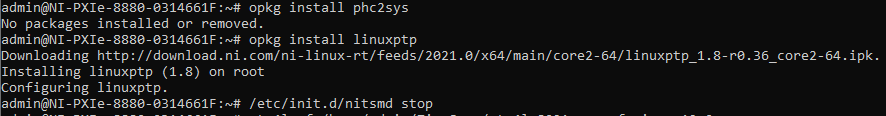 admin@NI-PXIe-8880-0314661F:~# opkg install phc2sys
No packages installed or removed.
admin@NI-PXIe-8880-0314661F:~# opkg install linuxptp
Downloading http://download.ni.com/ni-linux-rt/feeds/2021.0/x64/main/core2-64/linuxptp_1.8-r0.36_core2-64.ipk.
Installing linuxptp (1.8) on root
Configuring linuxptp.
admin@NI-PXIe-8880-0314661F:~# /etc/init.d/nitsmd stop